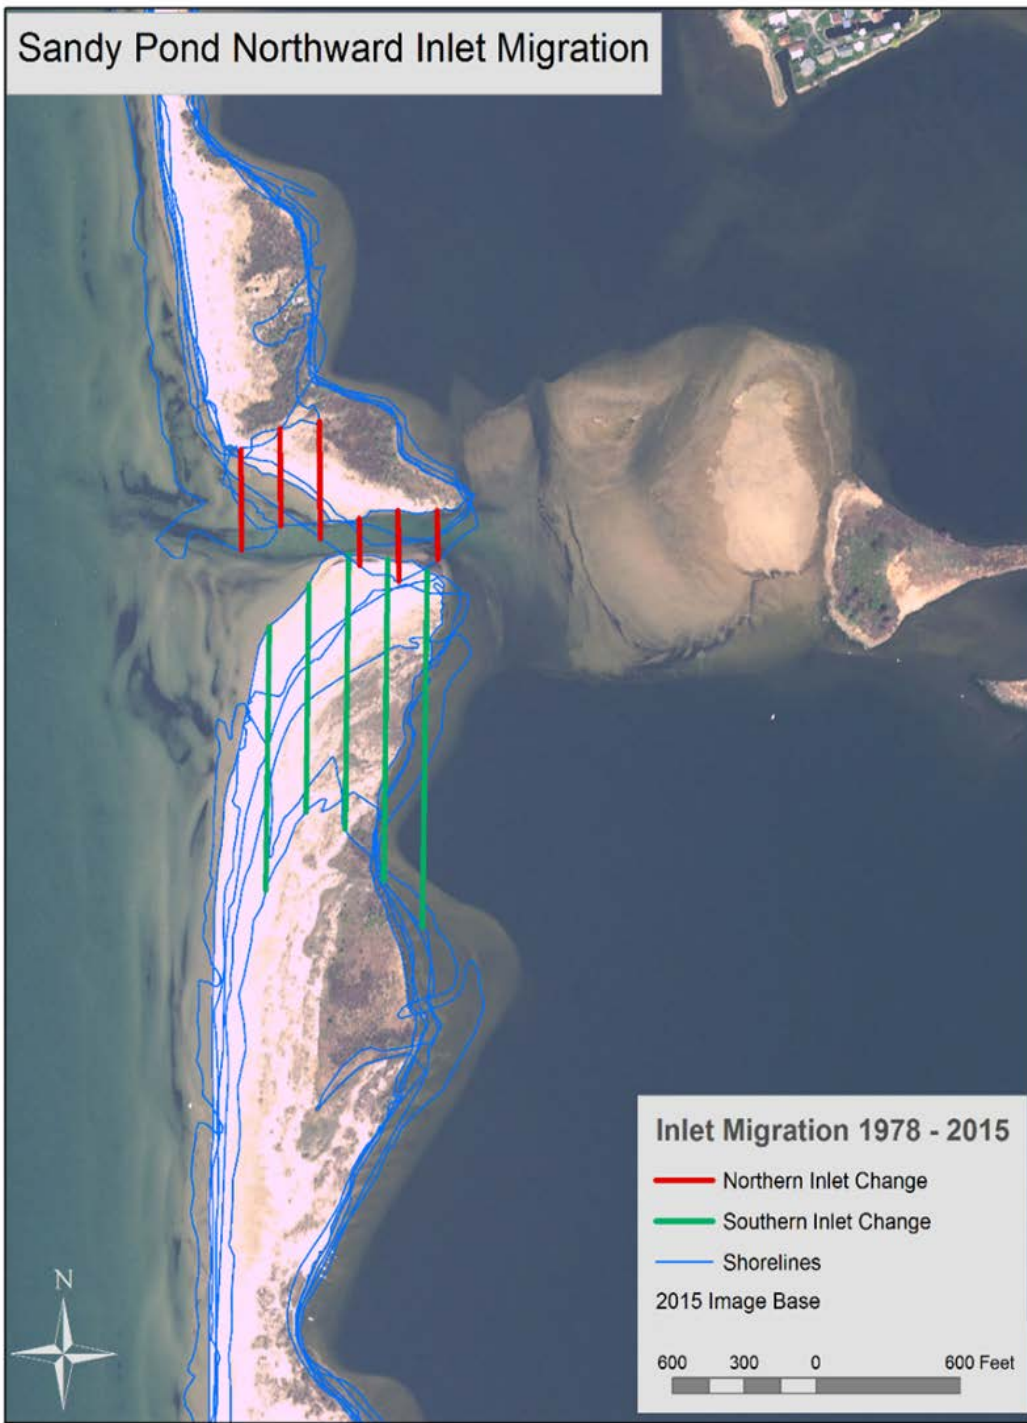 Sandy Pond Northward Inlet Migration
Inlet Migration 1978 - 2015
Northern Inlet Change
Southern Inlet Change
Shorelines
2015 Image Base
N
600 300 0 600 Feet